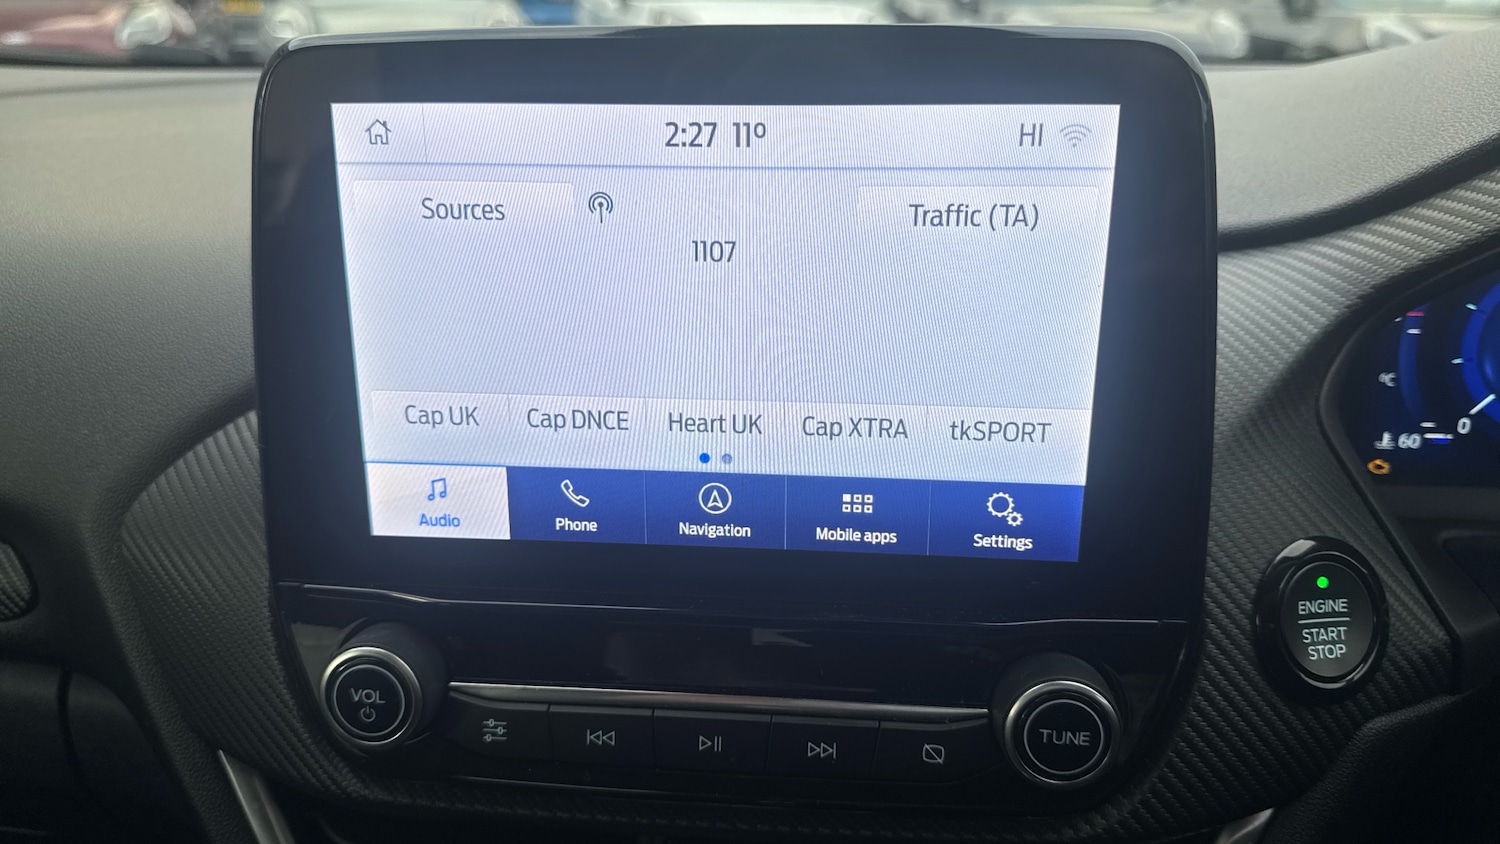 2:27 11º HI
Sources
Traffic (TA)
1107
Cap UK Cap DNCE Heart UK Cap XTRA tkSPORT
Audio Phone Navigation Mobile apps Settings
°C
60
0
ENGINE
START
STOP
VOL
TUNE